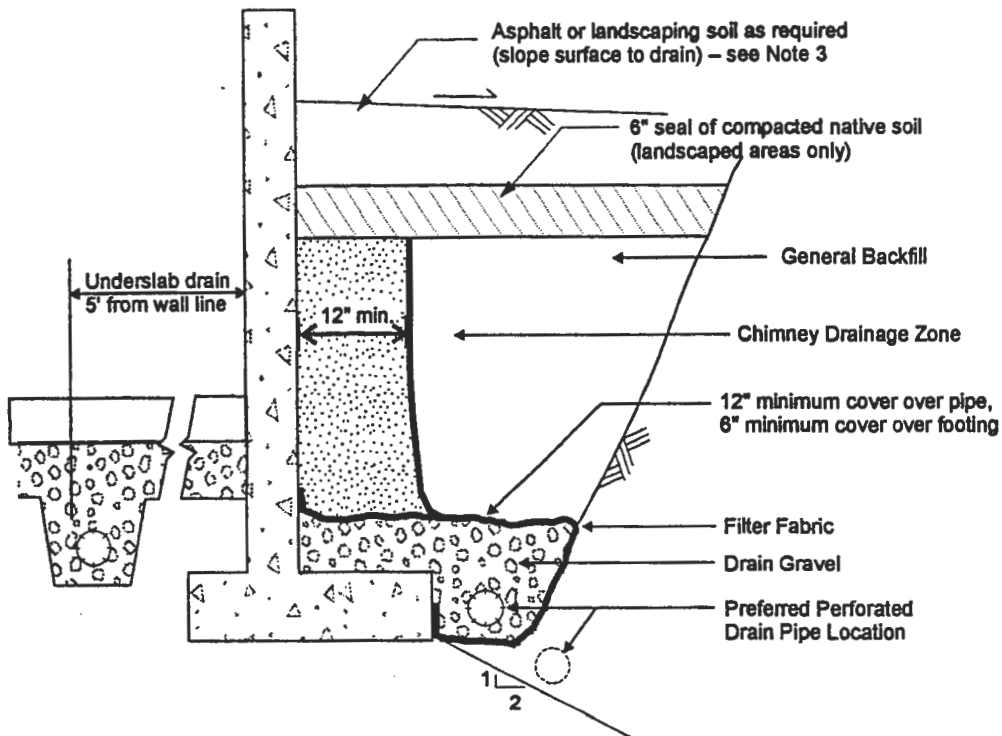 Asphalt or landscaping soil as required
(slope surface to drain) – see Note 3
6" seal of compacted native soil
(landscaped areas only)
General Backfill
Underslab drain
5' from wall line
12" min.
Chimney Drainage Zone
12" minimum cover over pipe,
6" minimum cover over footing
Filter Fabric
Drain Gravel
Preferred Perforated
Drain Pipe Location
1
2